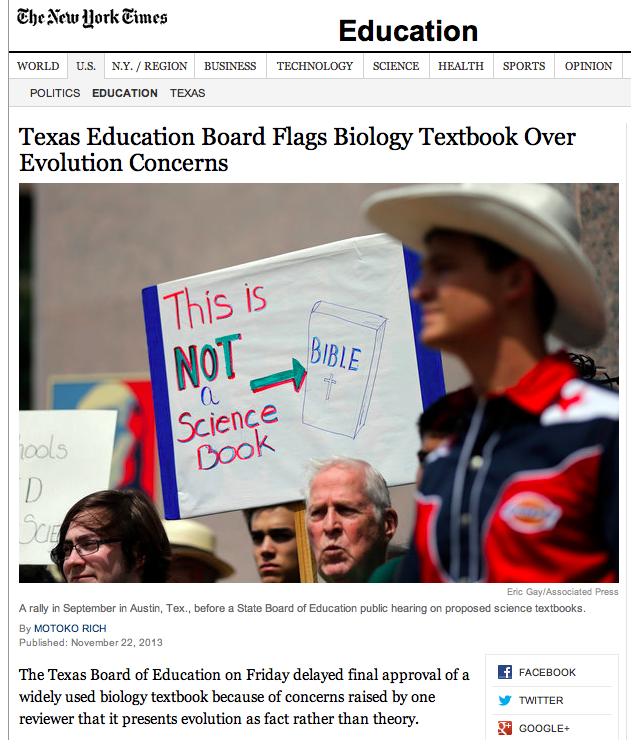 The New York Times
Education
WORLD U.S. N.Y. / REGION BUSINESS TECHNOLOGY SCIENCE HEALTH SPORTS OPINION
POLITICS EDUCATION TEXAS
Texas Education Board Flags Biology Textbook Over
Evolution Concerns
This is
NOT
a
Science
Book
BIBLE
hools
D
SCIE
Eric Gay/Associated Press
A rally in September in Austin, Tex., before a State Board of Education public hearing on proposed science textbooks.
By MOTOKO RICH
Published: November 22, 2013
The Texas Board of Education on Friday delayed final approval of a
widely used biology textbook because of concerns raised by one
reviewer that it presents evolution as fact rather than theory.
FACEBOOK
TWITTER
GOOGLE+